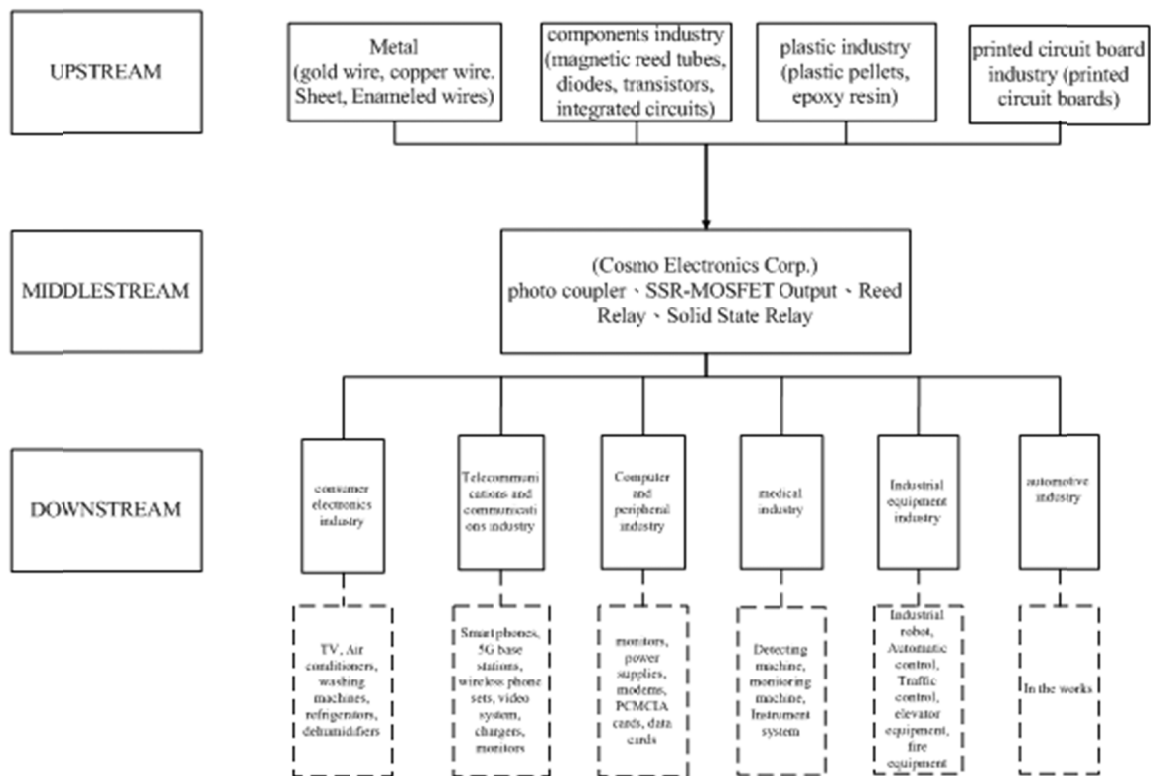 UPSTREAM
Metal
(gold wire, copper wire.
Sheet, Enameled wires)
components industry
(magnetic reed tubes,
diodes, transistors,
integrated circuits)
plastic industry
(plastic pellets,
epoxy resin)
printed circuit board
industry (printed
circuit boards)
MIDDLESTREAM
(Cosmo Electronics Corp.)
photo coupler、SSR-MOSFET Output、Reed
Relay、Solid State Relay
DOWNSTREAM
consumer
electronics
industry
Telecommuni
cations and
communicati
ons industry
Computer
and
peripheral
industry
medical
industry
Industrial
equipment
industry
automotive
industry
TV, Air
conditioners,
washing
machines,
refrigerators,
dehumidifiers
Smartphones,
5G base
stations,
wireless phone
sets, video
system,
chargers,
monitors
monitors,
power
supplies,
modems,
PCMCIA
cards, data
cards
Detecting
machine,
monitoring
machine,
Instrument
system
Industrial
robot,
Automatic
control,
Traffic
control,
elevator
equipment,
fire
equipment
In the works